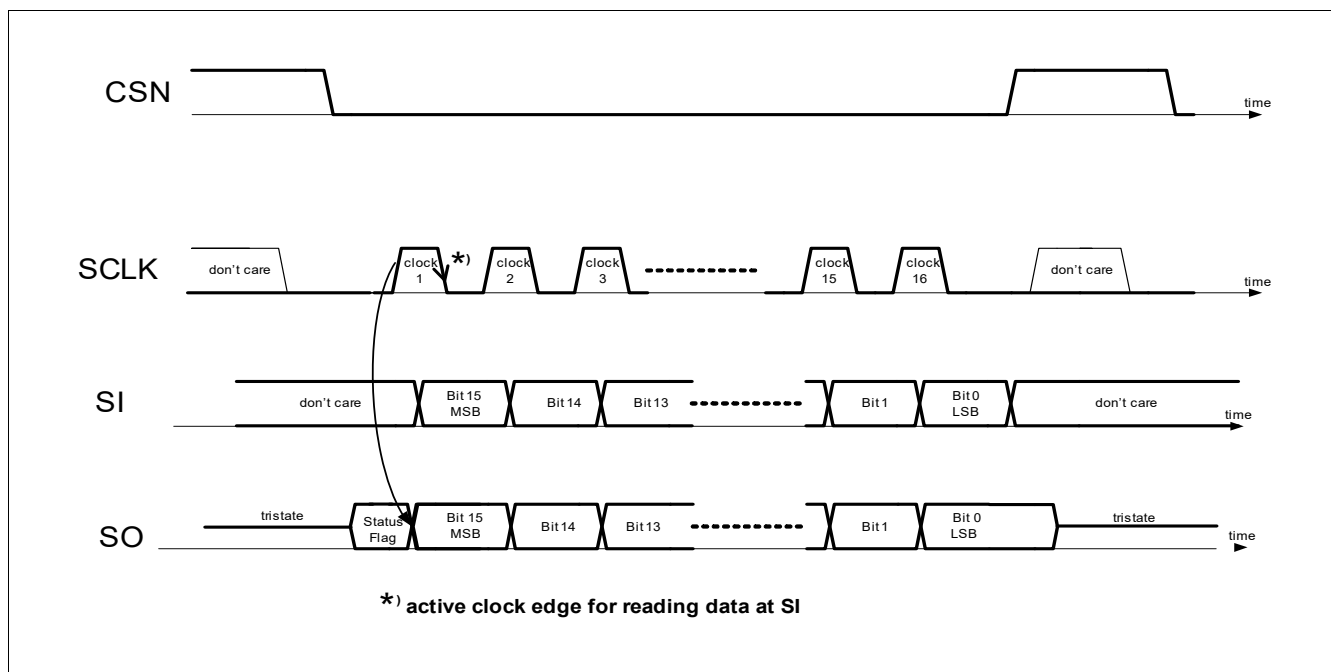 CSN
time
SCLK
don't care
clock
1
*)
clock
2
clock
3
clock
15
clock
16
don't care
time
SI
don't care
Bit 15
MSB
Bit 14
Bit 13
Bit 1
Bit 0
LSB
don't care
time
SO
tristate
Status
Flag
Bit 15
MSB
Bit 14
Bit 13
Bit 1
Bit 0
LSB
tristate
time
*) active clock edge for reading data at SI